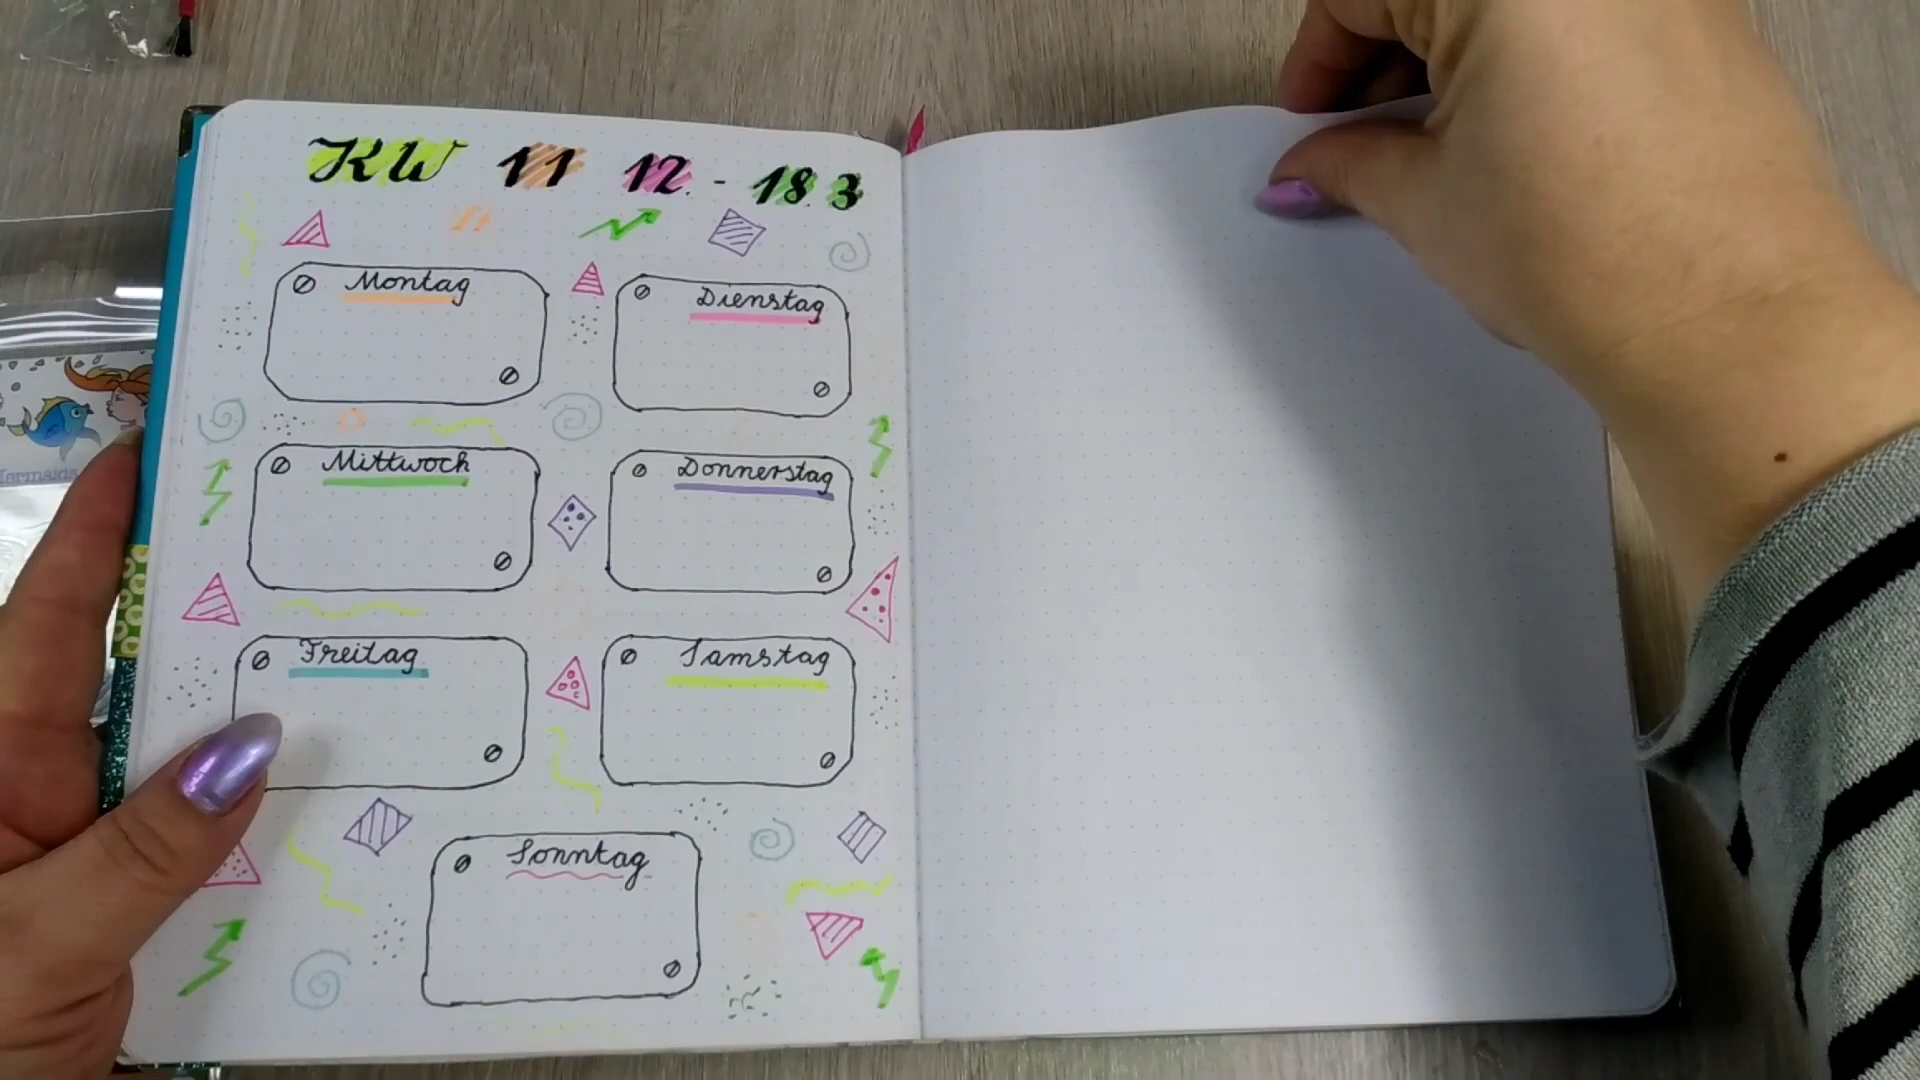 KW 11 12. - 18. 3
Montag
Dienstag
Mittwoch
Donnerstag
Freitag
Samstag
Sonntag